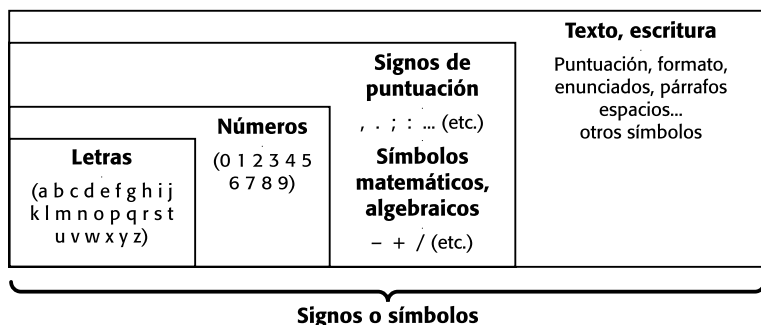 Letras
(a b c d e f g h i j
k l m n o p q r s t
u v w x y z)
Números
(0 1 2 3 4 5
6 7 8 9)
Signos de
puntuación
, . ; : ... (etc.)
Símbolos
matemáticos,
algebraicos
– + / (etc.)
Texto, escritura
Puntuación, formato,
enunciados, párrafos
espacios...
otros símbolos
Signos o símbolos